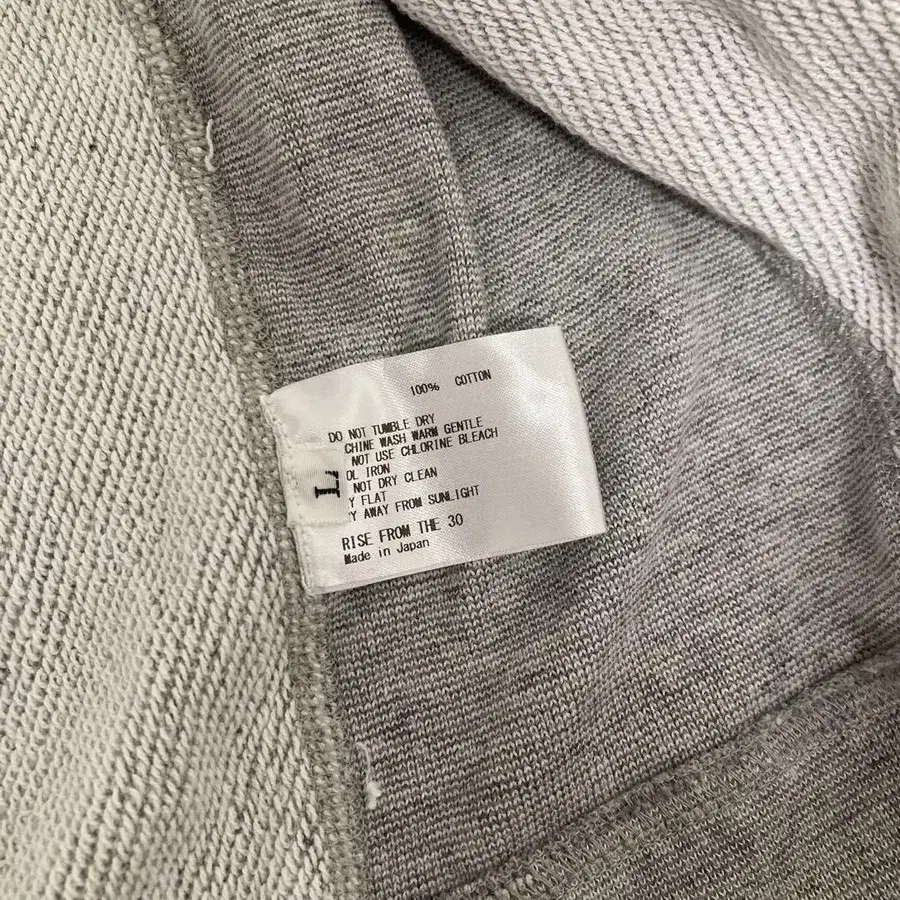 100% COTTON
DO NOT TUMBLE DRY
CHINE WASH WARM GENTLE
NOT USE CHLORINE BLEACH
OL IRON
NOT DRY CLEAN
Y FLAT
Y AWAY FROM SUNLIGHT
L
RISE FROM THE 30
Made in Japan